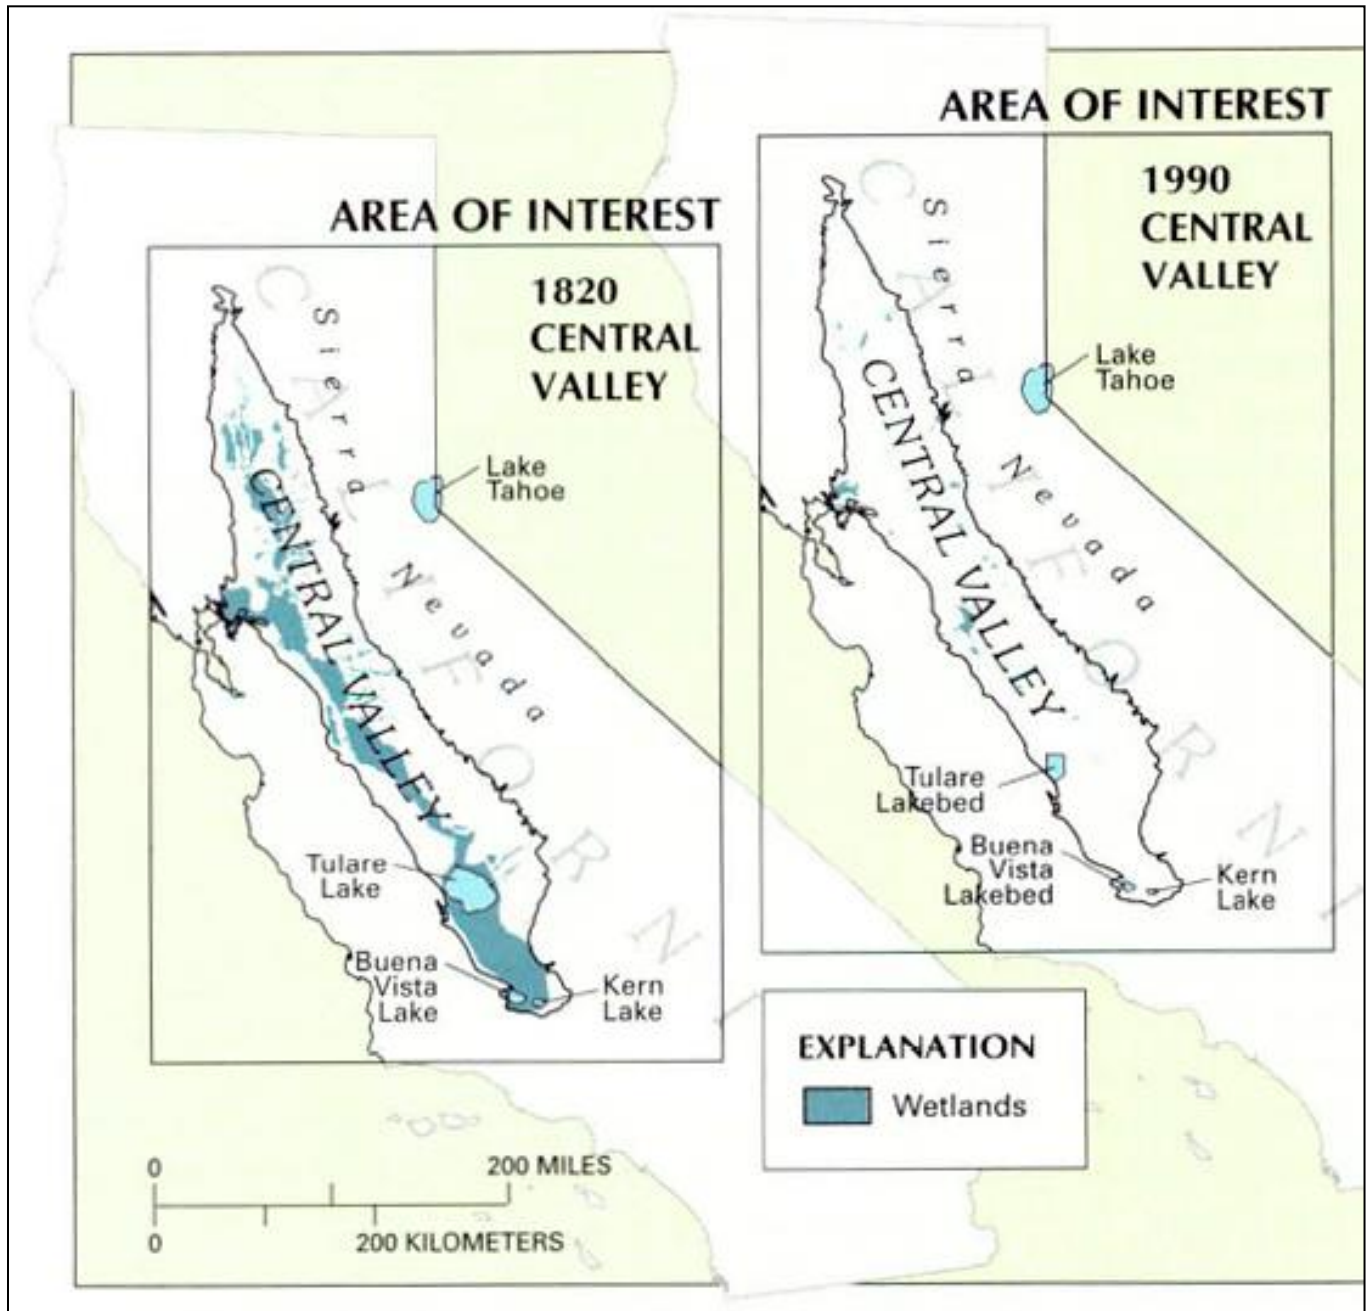 AREA OF INTEREST
1820
CENTRAL
VALLEY
CALIFORNIA
Sierra Nevada
CENTRAL VALLEY
Lake
Tahoe
Tulare
Lake
Buena
Vista
Lake
Kern
Lake
AREA OF INTEREST
1990
CENTRAL
VALLEY
CALIFORNI
Sierra Nevada
CENTRAL VALLEY
Lake
Tahoe
Tulare
Lakebed
Buena
Vista
Lakebed
Kern
Lake
EXPLANATION
Wetlands
0 200 MILES
0 200 KILOMETERS